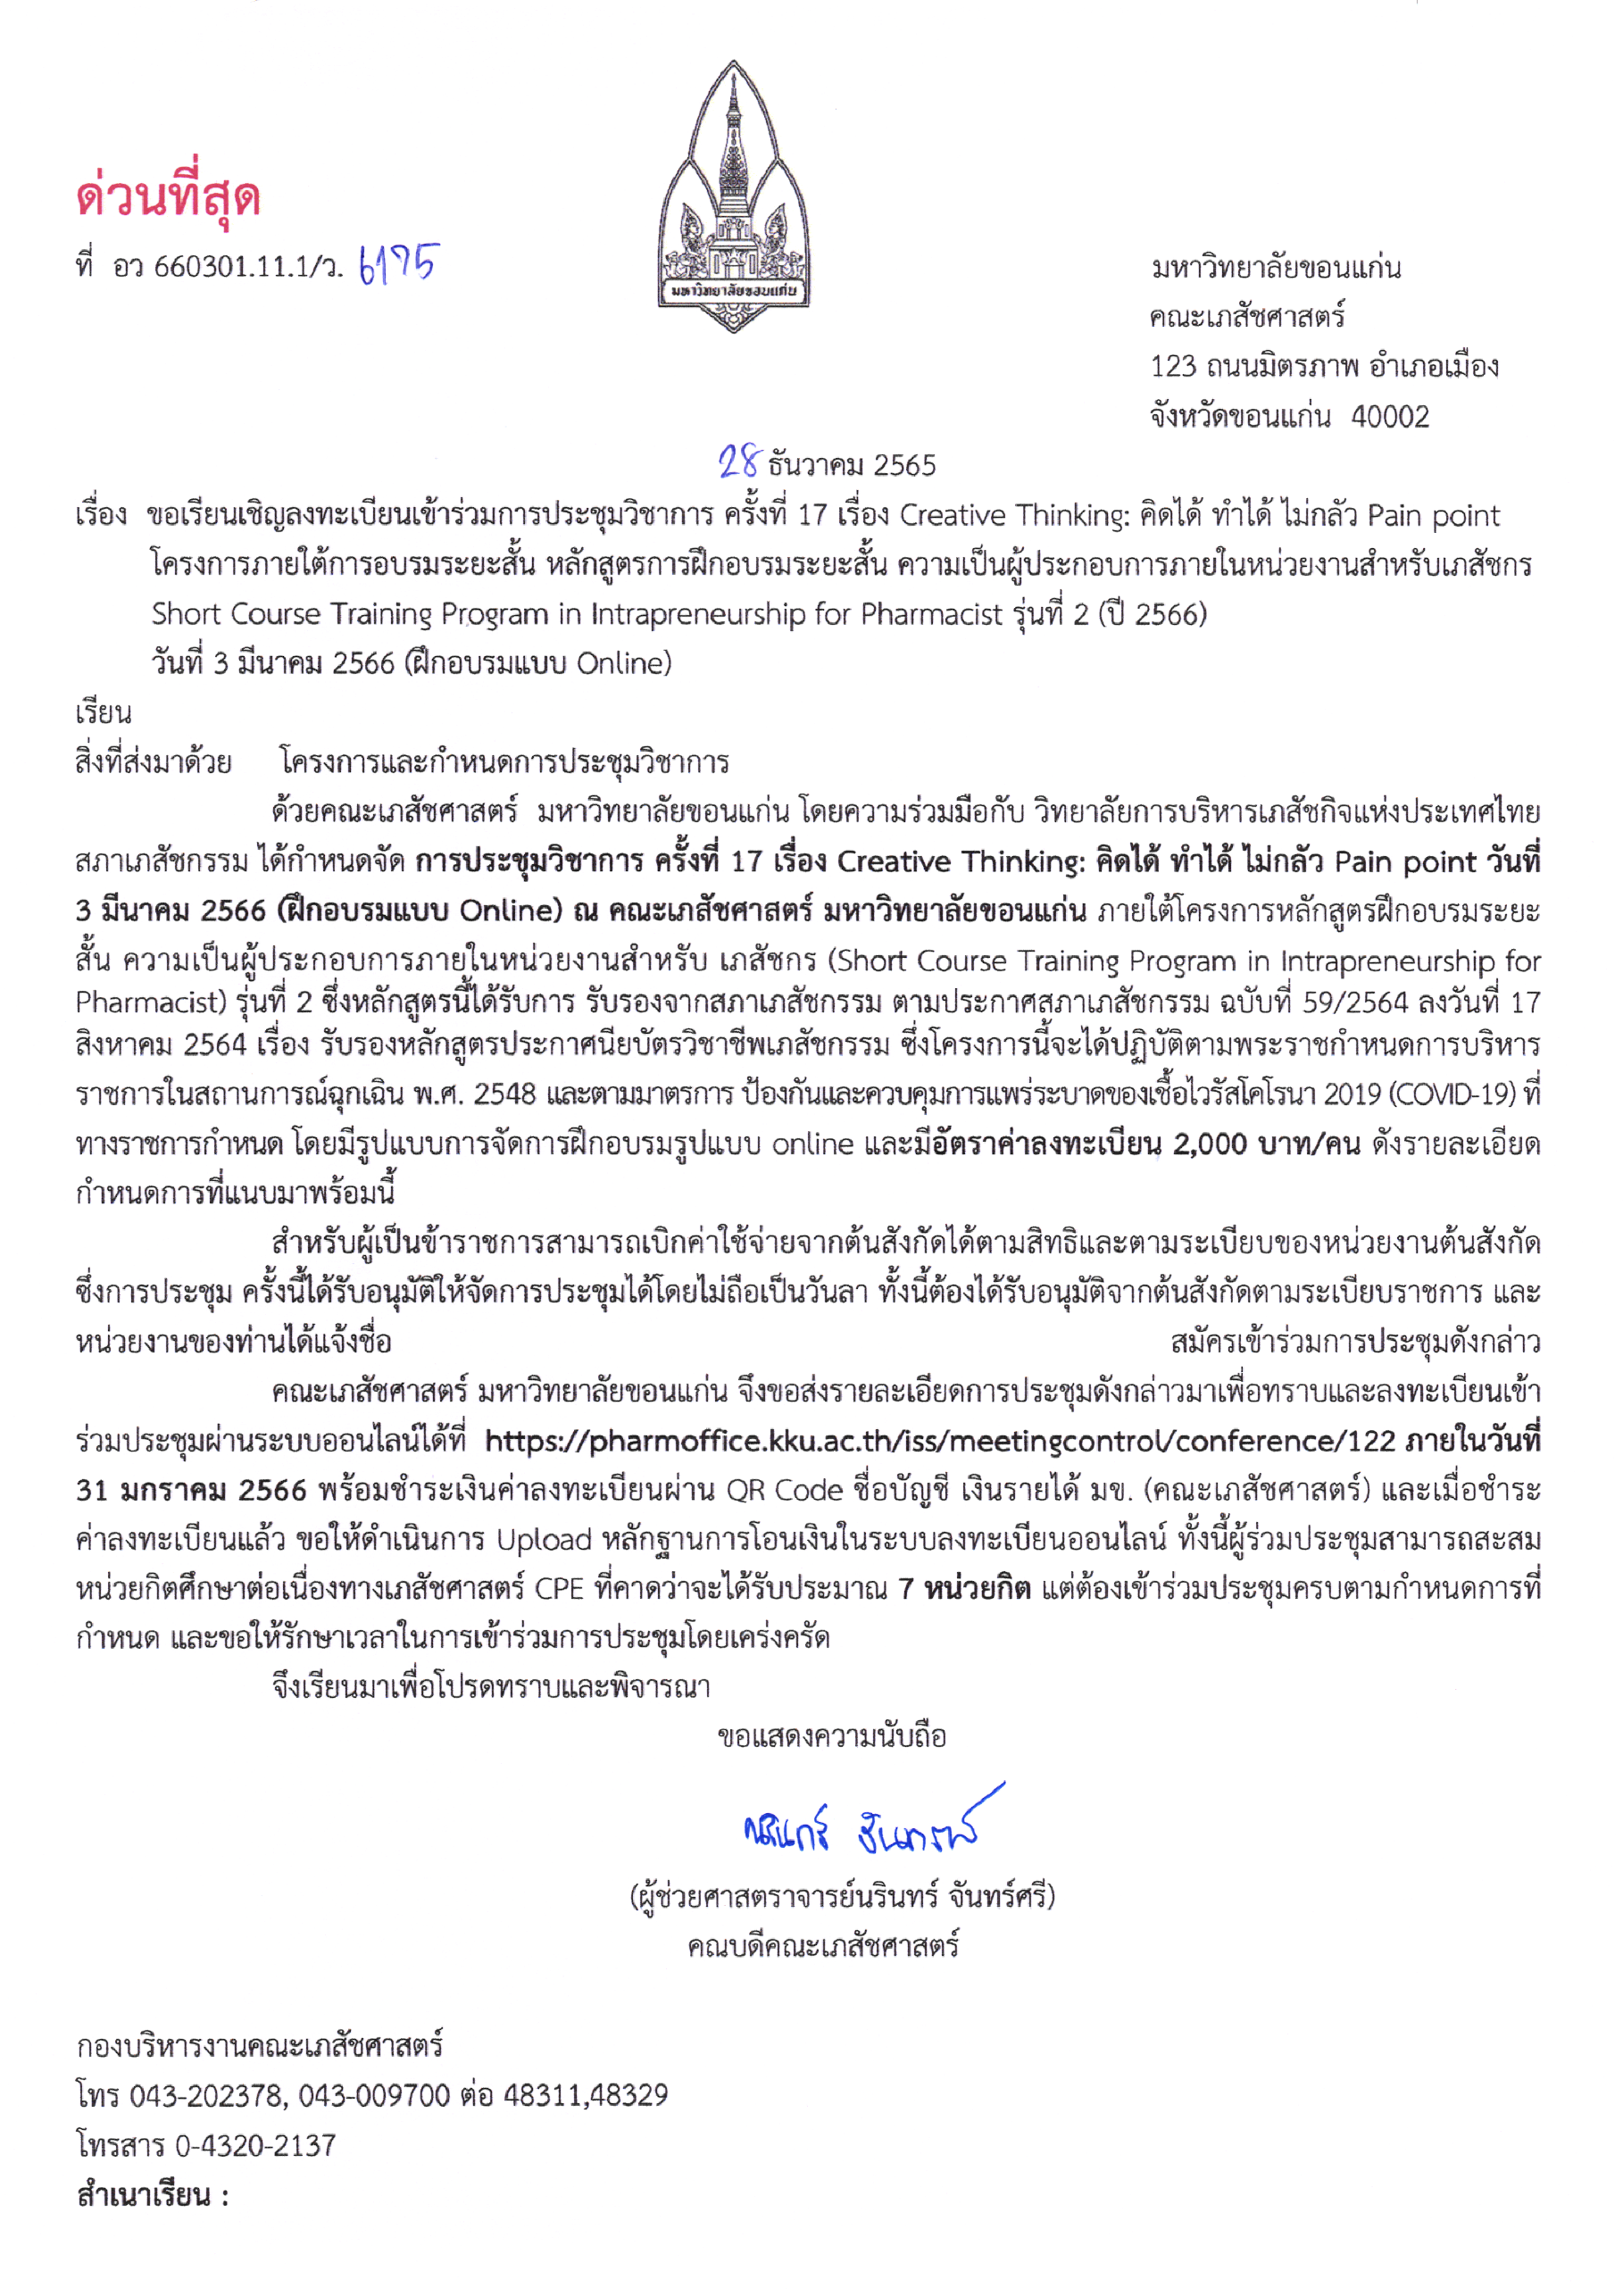 ด่วนที่สุด
ที่ อว 660301.11.1/ว. 6195
มหาวิทยาลัยขอนแก่น
มหาวิทยาลัยขอนแก่น
คณะเภสัชศาสตร์
123 ถนนมิตรภาพ อำเภอเมือง
จังหวัดขอนแก่น 40002
28 ธันวาคม 2565
เรื่อง ขอเรียนเชิญลงทะเบียนเข้าร่วมการประชุมวิชาการ ครั้งที่ 17 เรื่อง Creative Thinking: คิดได้ ทำได้ ไม่กลัว Pain point
โครงการภายใต้การอบรมระยะสั้น หลักสูตรการฝึกอบรมระยะสั้น ความเป็นผู้ประกอบการภายในหน่วยงานสำหรับเภสัชกร
Short Course Training Program in Intrapreneurship for Pharmacist รุ่นที่ 2 (ปี 2566)
วันที่ 3 มีนาคม 2566 (ฝึกอบรมแบบ Online)
เรียน
สิ่งที่ส่งมาด้วย โครงการและกำหนดการประชุมวิชาการ
ด้วยคณะเภสัชศาสตร์ มหาวิทยาลัยขอนแก่น โดยความร่วมมือกับ วิทยาลัยการบริหารเภสัชกิจแห่งประเทศไทย
สภาเภสัชกรรม ได้กำหนดจัด การประชุมวิชาการ ครั้งที่ 17 เรื่อง Creative Thinking: คิดได้ ทำได้ ไม่กลัว Pain point วันที่
3 มีนาคม 2566 (ฝึกอบรมแบบ Online) ณ คณะเภสัชศาสตร์ มหาวิทยาลัยขอนแก่น ภายใต้โครงการหลักสูตรฝึกอบรมระยะ
สั้น ความเป็นผู้ประกอบการภายในหน่วยงานสำหรับ เภสัชกร (Short Course Training Program in Intrapreneurship for
Pharmacist) รุ่นที่ 2 ซึ่งหลักสูตรนี้ได้รับการ รับรองจากสภาเภสัชกรรม ตามประกาศสภาเภสัชกรรม ฉบับที่ 59/2564 ลงวันที่ 17
สิงหาคม 2564 เรื่อง รับรองหลักสูตรประกาศนียบัตรวิชาชีพเภสัชกรรม ซึ่งโครงการนี้จะได้ปฏิบัติตามพระราชกำหนดการบริหาร
ราชการในสถานการณ์ฉุกเฉิน พ.ศ. 2548 และตามมาตรการ ป้องกันและควบคุมการแพร่ระบาดของเชื้อไวรัสโคโรนา 2019 (COVID-19) ที่
ทางราชการกำหนด โดยมีรูปแบบการจัดการฝึกอบรมรูปแบบ online และมีอัตราค่าลงทะเบียน 2,000 บาท/คน ดังรายละเอียด
กำหนดการที่แนบมาพร้อมนี้
สำหรับผู้เป็นข้าราชการสามารถเบิกค่าใช้จ่ายจากต้นสังกัดได้ตามสิทธิและตามระเบียบของหน่วยงานต้นสังกัด
ซึ่งการประชุม ครั้งนี้ได้รับอนุมัติให้จัดการประชุมได้โดยไม่ถือเป็นวันลา ทั้งนี้ต้องได้รับอนุมัติจากต้นสังกัดตามระเบียบราชการ และ
หน่วยงานของท่านได้แจ้งชื่อ สมัครเข้าร่วมการประชุมดังกล่าว
คณะเภสัชศาสตร์ มหาวิทยาลัยขอนแก่น จึงขอส่งรายละเอียดการประชุมดังกล่าวมาเพื่อทราบและลงทะเบียนเข้า
ร่วมประชุมผ่านระบบออนไลน์ได้ที่ https://pharmoffice.kku.ac.th/iss/meetingcontrol/conference/122 ภายในวันที่
31 มกราคม 2566 พร้อมชำระเงินค่าลงทะเบียนผ่าน QR Code ชื่อบัญชี เงินรายได้ มข. (คณะเภสัชศาสตร์) และเมื่อชำระ
ค่าลงทะเบียนแล้ว ขอให้ดำเนินการ Upload หลักฐานการโอนเงินในระบบลงทะเบียนออนไลน์ ทั้งนี้ผู้ร่วมประชุมสามารถสะสม
หน่วยกิตศึกษาต่อเนื่องทางเภสัชศาสตร์ CPE ที่คาดว่าจะได้รับประมาณ 7 หน่วยกิต แต่ต้องเข้าร่วมประชุมครบตามกำหนดการที่
กำหนด และขอให้รักษาเวลาในการเข้าร่วมการประชุมโดยเคร่งครัด
จึงเรียนมาเพื่อโปรดทราบและพิจารณา
ขอแสดงความนับถือ
(ผู้ช่วยศาสตราจารย์นรินทร์ จันทร์ศรี)
คณบดีคณะเภสัชศาสตร์
กองบริหารงานคณะเภสัชศาสตร์
โทร 043-202378, 043-009700 ต่อ 48311,48329
โทรสาร 0-4320-2137
สำเนาเรียน :